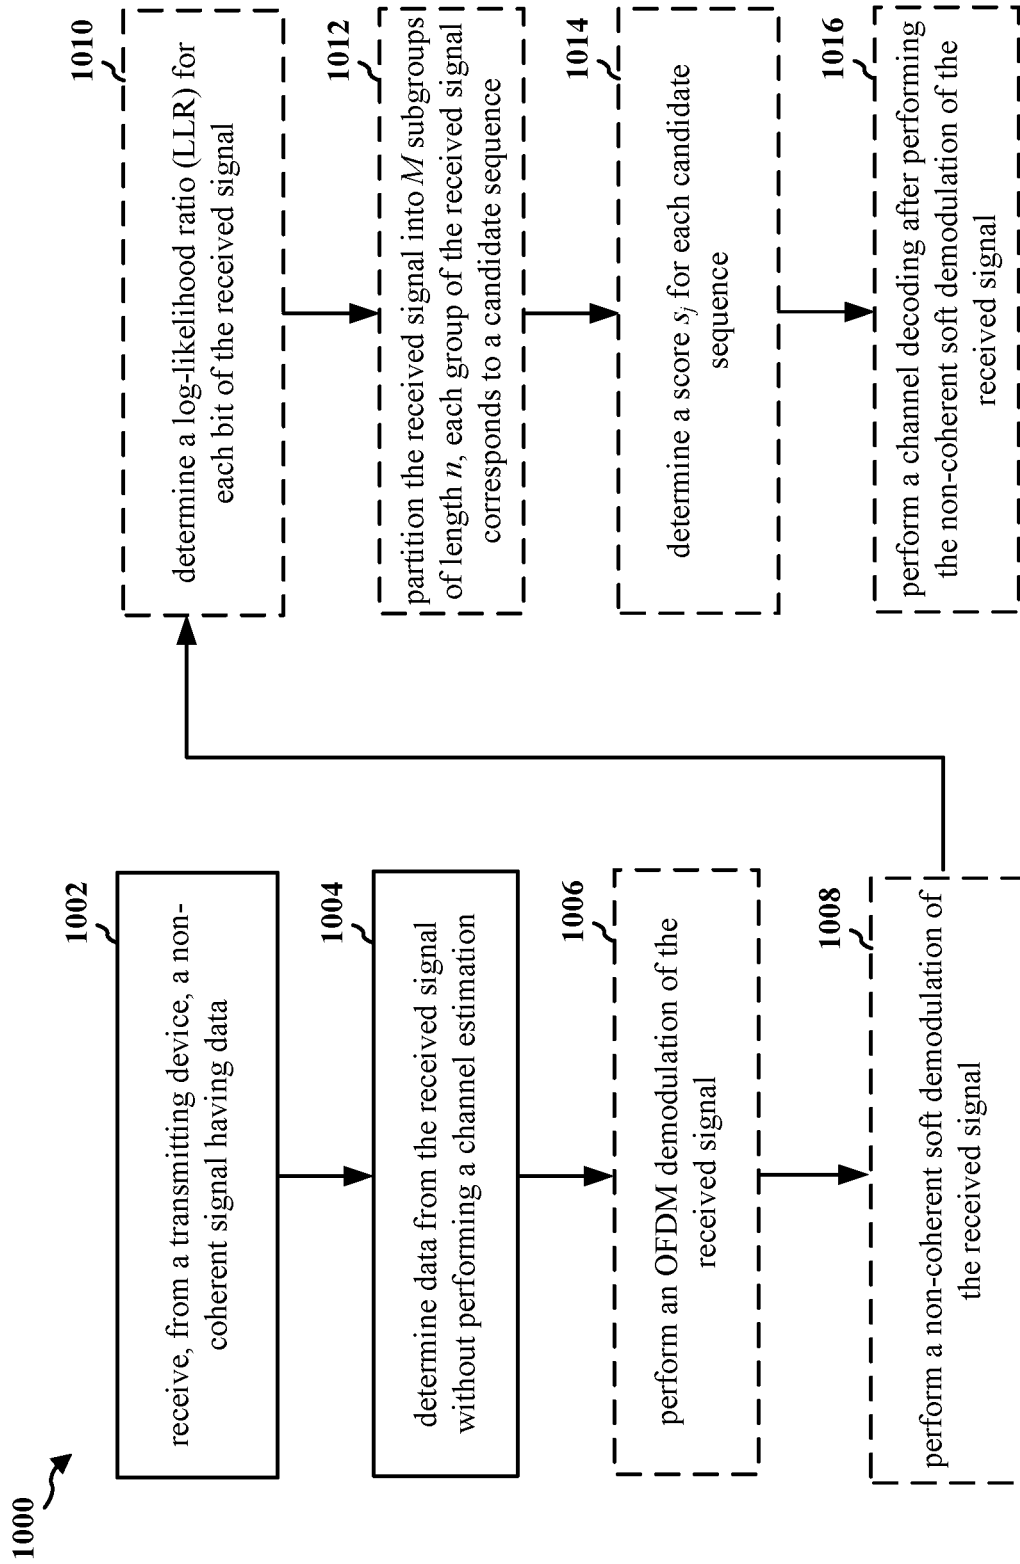 1000
1002
receive, from a transmitting device, a non-
coherent signal having data
1004
determine data from the received signal
without performing a channel estimation
1006
perform an OFDM demodulation of the
received signal
1008
perform a non-coherent soft demodulation of
the received signal
1010
determine a log-likelihood ratio (LLR) for
each bit of the received signal
1012
partition the received signal into M subgroups
of length n, each group of the received signal
corresponds to a candidate sequence
1014
determine a score sj for each candidate
sequence
1016
perform a channel decoding after performing
the non-coherent soft demodulation of the
received signal